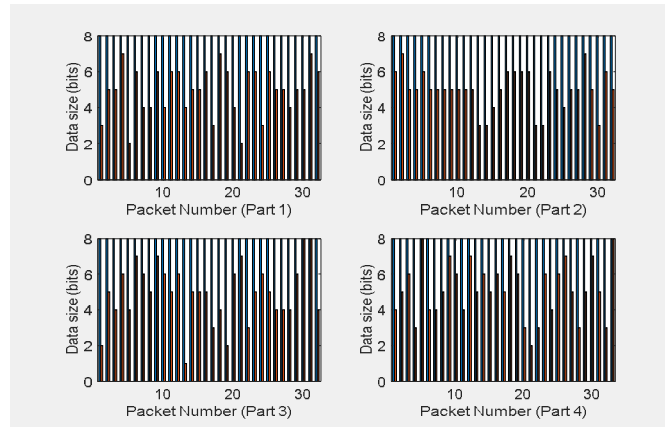 8
6
4
2
0
Data size (bits)
10 20 30
Packet Number (Part 1)
8
6
4
2
0
Data size (bits)
10 20 30
Packet Number (Part 2)
8
6
4
2
0
Data size (bits)
10 20 30
Packet Number (Part 3)
8
6
4
2
0
Data size (bits)
10 20 30
Packet Number (Part 4)